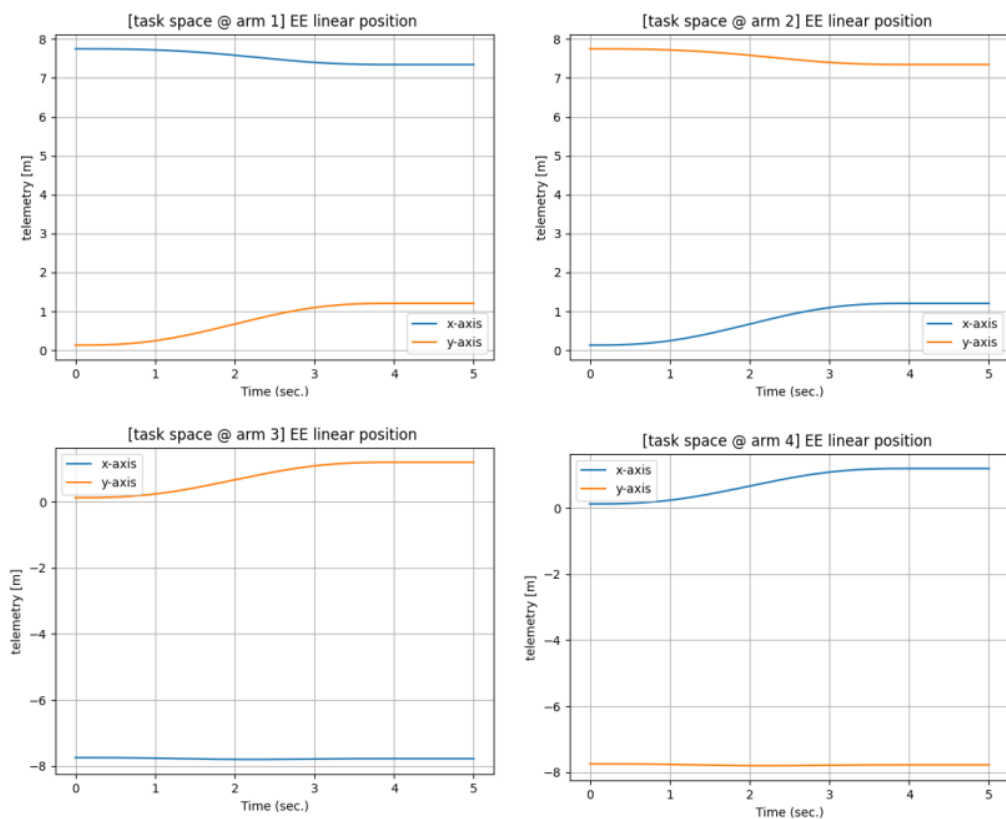 [task space @ arm 1] EE linear position
8
7
6
5
4
3
2
1
0
telemetry [m]
x-axis
y-axis
0 1 2 3 4 5
Time (sec.)
[task space @ arm 2] EE linear position
8
7
6
5
4
3
2
1
0
telemetry [m]
x-axis
y-axis
0 1 2 3 4 5
Time (sec.)
[task space @ arm 3] EE linear position
x-axis
y-axis
0
−2
−4
−6
−8
telemetry [m]
0 1 2 3 4 5
Time (sec.)
[task space @ arm 4] EE linear position
x-axis
y-axis
0
−2
−4
−6
−8
telemetry [m]
0 1 2 3 4 5
Time (sec.)